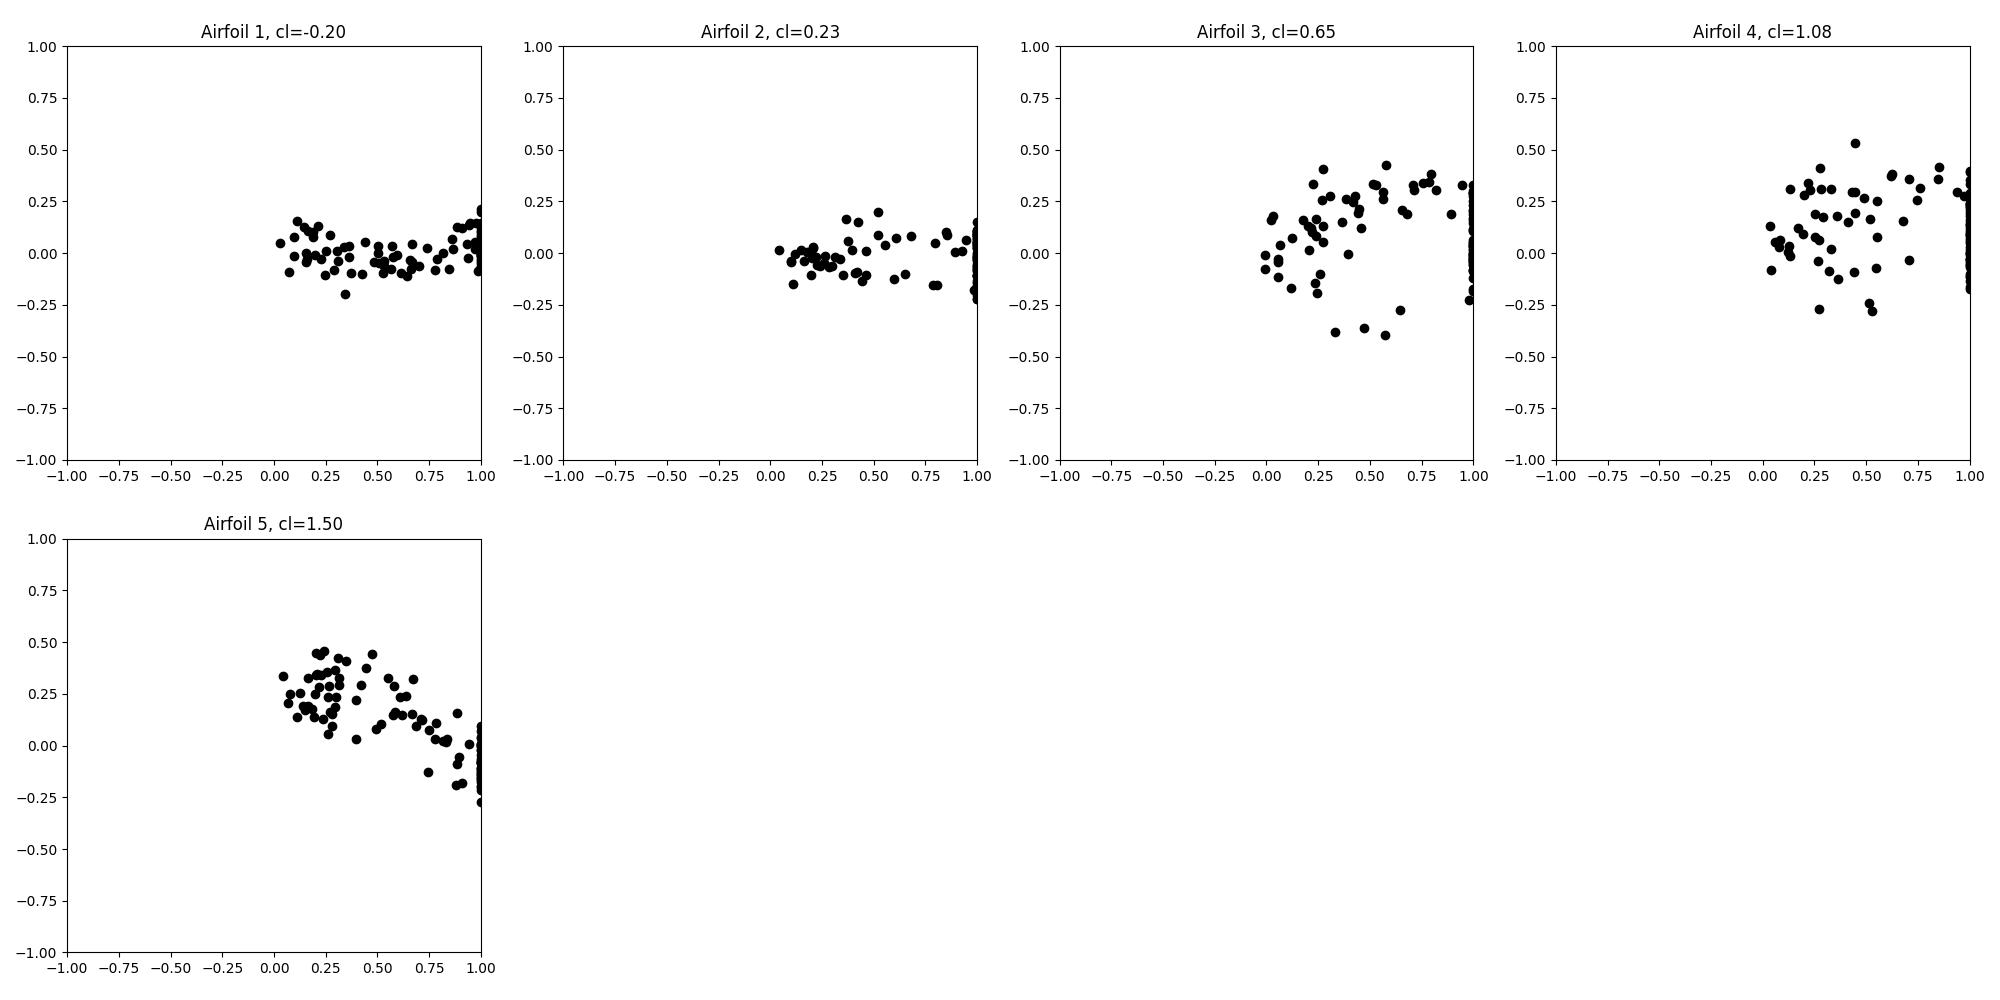 Airfoil 1, cl=-0.20
Airfoil 2, cl=0.23
Airfoil 3, cl=0.65
Airfoil 4, cl=1.08
1.00 1.00 1.00 1.00
0.75 0.75 0.75 0.75
0.50 0.50 0.50 0.50
0.25 0.25 0.25 0.25
0.00 0.00 0.00 0.00
−0.25 −0.25 −0.25 −0.25
−0.50 −0.50 −0.50 −0.50
−0.75 −0.75 −0.75 −0.75
−1.00 −1.00 −1.00 −1.00
−1.00 −0.75 −0.50 −0.25 0.00 0.25 0.50 0.75 1.00
−1.00 −0.75 −0.50 −0.25 0.00 0.25 0.50 0.75 1.00
−1.00 −0.75 −0.50 −0.25 0.00 0.25 0.50 0.75 1.00
−1.00 −0.75 −0.50 −0.25 0.00 0.25 0.50 0.75 1.00
Airfoil 5, cl=1.50
1.00
0.75
0.50
0.25
0.00
−0.25
−0.50
−0.75
−1.00
−1.00 −0.75 −0.50 −0.25 0.00 0.25 0.50 0.75 1.00